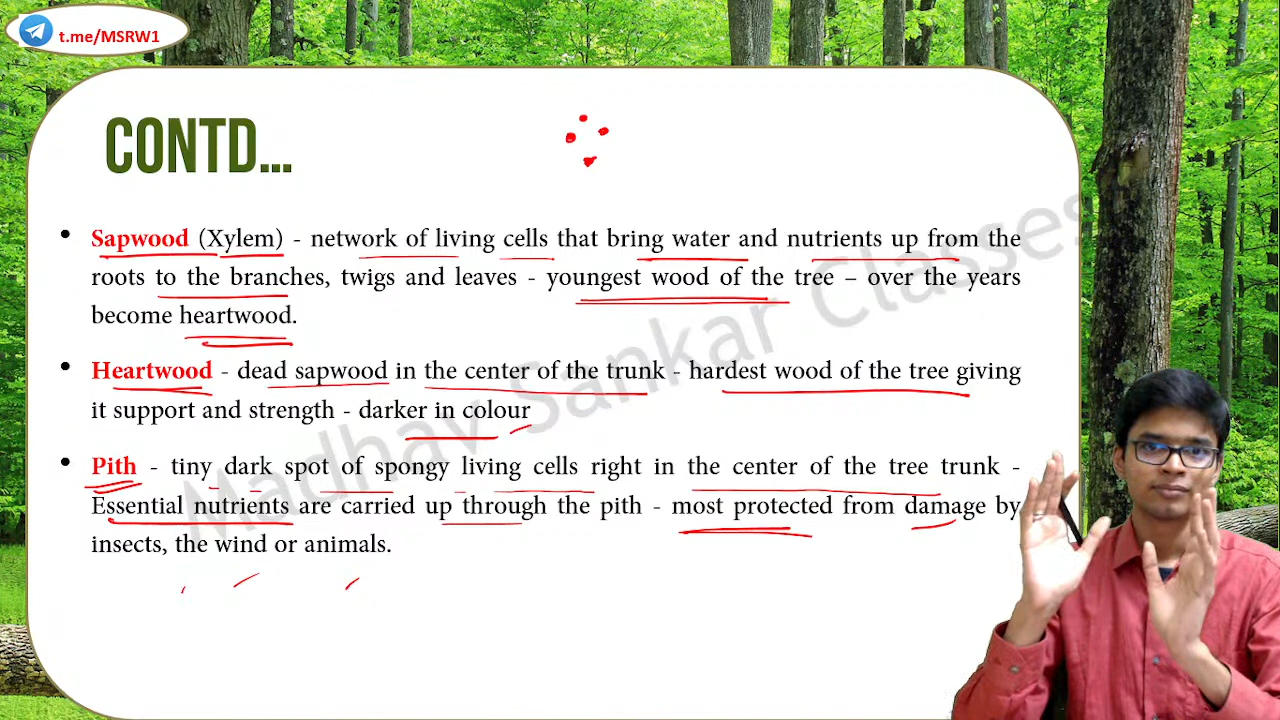 t.me/MSRW1
CONTD...
• Sapwood (Xylem) - network of living cells that bring water and nutrients up from the
roots to the branches, twigs and leaves - youngest wood of the tree – over the years
become heartwood.
• Heartwood - dead sapwood in the center of the trunk - hardest wood of the tree giving
it support and strength - darker in colour
• Pith - tiny dark spot of spongy living cells right in the center of the tree trunk -
Essential nutrients are carried up through the pith - most protected from damage by
insects, the wind or animals.
Madhav Sankar Classes